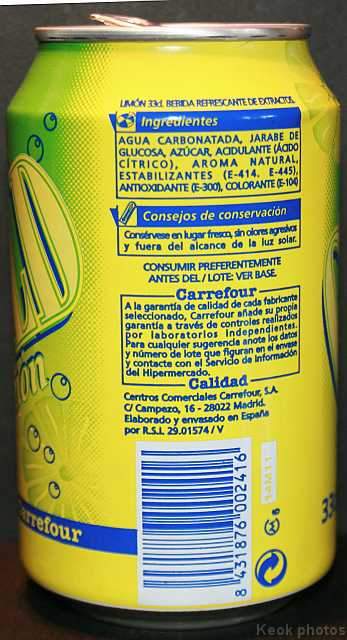 LIMÓN 33cl. BEBIDA REFRESCANTE DE EXTRACTOS.
Ingredientes
AGUA CARBONATADA, JARABE DE
GLUCOSA, AZÚCAR, ACIDULANTE (ÁCIDO
CÍTRICO), AROMA NATURAL,
ESTABILIZANTES (E-414, E-445),
ANTIOXIDANTE (E-300), COLORANTE (E-104)
Consejos de conservación
Consérvese en lugar fresco, sin olores agresivos
y fuera del alcance de la luz solar.
CONSUMIR PREFERENTEMENTE
ANTES DEL / LOTE: VER BASE.
Carrefour
A la garantía de calidad de cada fabricante
seleccionado, Carrefour añade su propia
garantía a través de controles realizados
por laboratorios independientes.
Para cualquier sugerencia anote los datos
y número de lote que figuran en el envase
y contacte con el Servicio de Información
del Hipermercado.
Calidad
Centros Comerciales Carrefour, S.A.
C/ Campezo, 16 - 28022 Madrid.
Elaborado y envasado en España
por R.S.I. 29.01574 / V
8 431876 002416
14M11
Carrefour
33
Keok photos